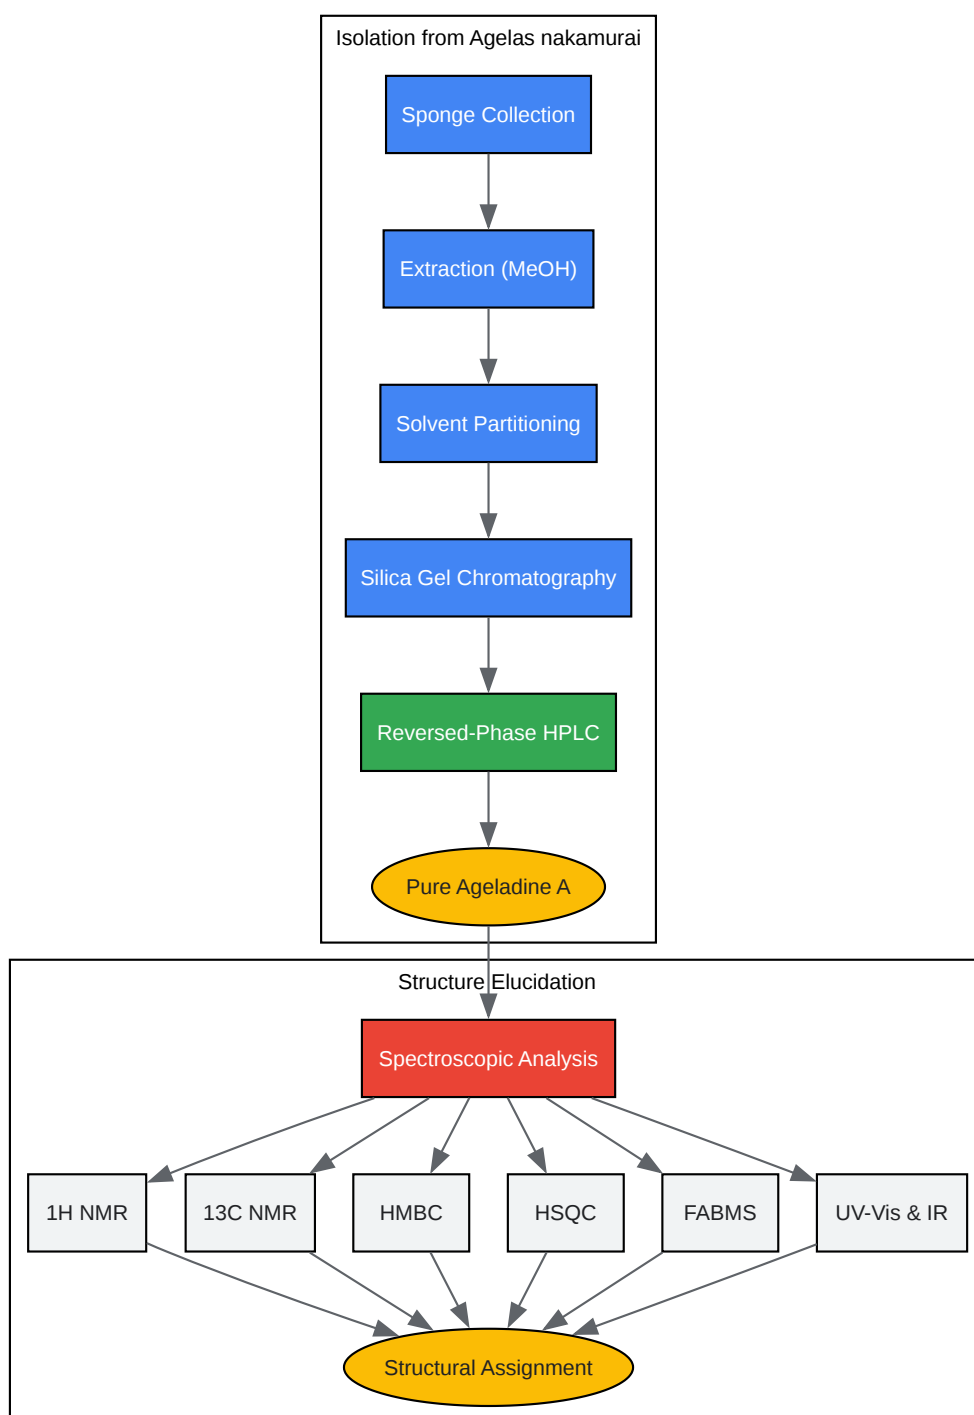 Isolation from Agelas nakamurai
Sponge Collection
Extraction (MeOH)
Solvent Partitioning
Silica Gel Chromatography
Reversed-Phase HPLC
Pure Ageladine A
Structure Elucidation
Spectroscopic Analysis
1H NMR
13C NMR
HMBC
HSQC
FABMS
UV-Vis & IR
Structural Assignment